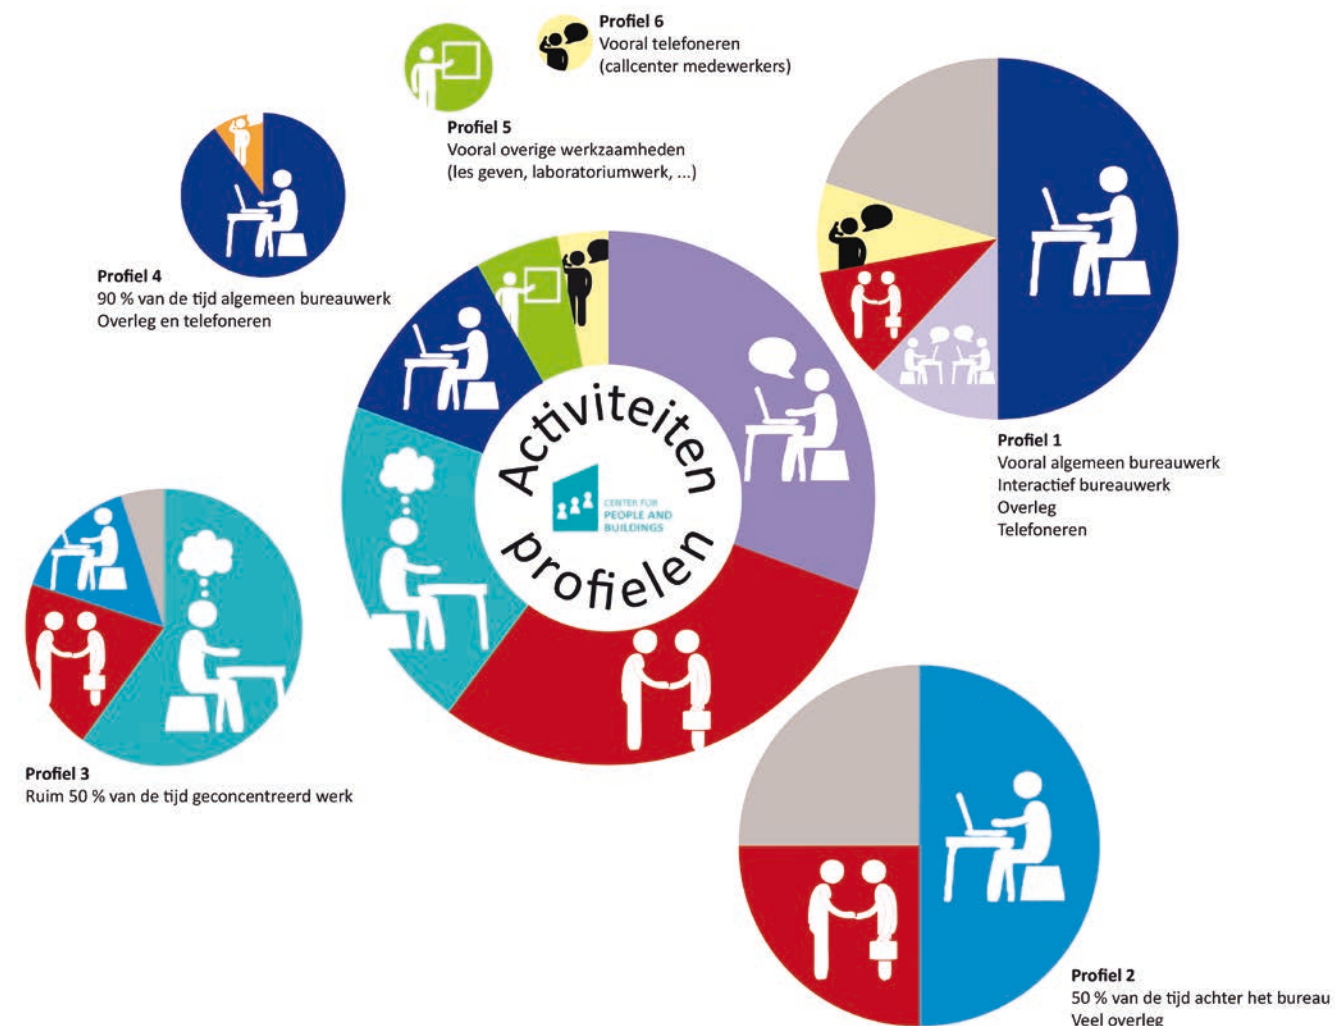 Profiel 6
Vooral telefoneren
(callcenter medewerkers)
Profiel 5
Vooral overige werkzaamheden
(les geven, laboratoriumwerk, ...)
Profiel 4
90 % van de tijd algemeen bureauwerk
Overleg en telefoneren
Profiel 1
Vooral algemeen bureauwerk
Interactief bureauwerk
Overleg
Telefoneren
Activiteiten
profielen
CENTER FOR
PEOPLE AND
BUILDINGS
Profiel 3
Ruim 50 % van de tijd geconcentreerd werk
Profiel 2
50 % van de tijd achter het bureau
Veel overleg